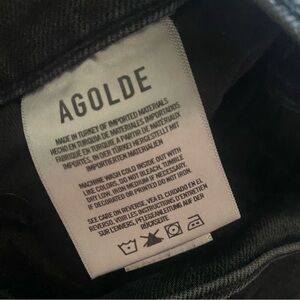 AGOLDE
MADE IN TURKEY OF IMPORTED MATERIALS
HECHO EN TURQUIA DE MATERIALES IMPORTADOS
FABRIQUÉ EN TURQUIE A PARTIR DE MATÉRIAUX
IMPORTÉS. IN DER TÜRKEI HERGESTELLT MIT
IMPORTIERTEN MATERIALIEN
MACHINE WASH COLD INSIDE OUT WITH
LIKE COLORS. DO NOT BLEACH. TUMBLE
DRY LOW, IRON MEDIUM IF NEEDED.
IF DECORATED OR PRINTED DO NOT IRON.
SEE CARE ON REVERSE. VEA EL CUIDADO EN EL
REVERSO. VOIR LES INSTRUCTIONS D'ENTRETIEN
SUR L'ENVERS. PFLEGEANLEITUNG AUF DER
RÜCKSEITE